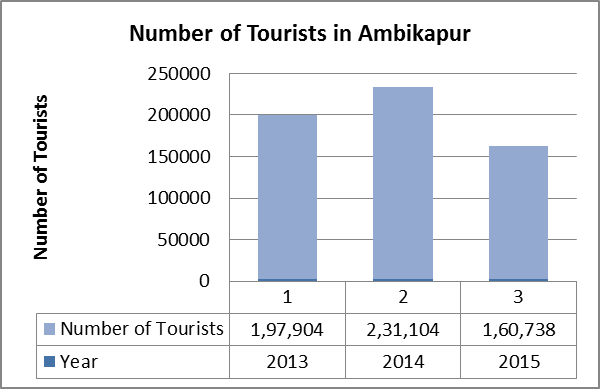 Number of Tourists in Ambikapur
Number of Tourists
250000
200000
150000
100000
50000
0
1 2 3
Number of Tourists 1,97,904 2,31,104 1,60,738
Year 2013 2014 2015